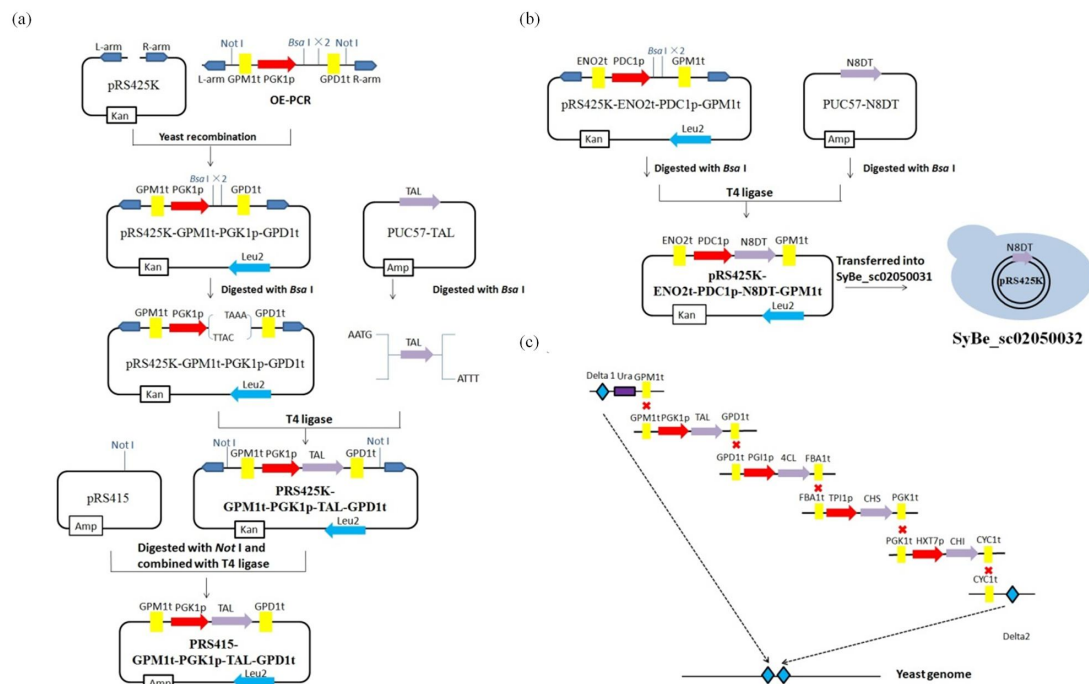 (a)
L-arm
R-arm
pRS425K
Kan
Not I
Bsa I × 2
Not I
L-arm
GPM1t
PGK1p
GPD1t
R-arm
OE-PCR
Yeast recombination
Bsa I × 2
GPM1t
PGK1p
GPD1t
pRS425K-GPM1t-PGK1p-GPD1t
Kan
Leu2
TAL
PUC57-TAL
Amp
Digested with Bsa I
Digested with Bsa I
GPM1t
PGK1p
TAAA
TTAC
GPD1t
pRS425K-GPM1t-PGK1p-GPD1t
Kan
Leu2
AATG
TAL
ATTT
T4 ligase
Not I
pRS415
Amp
Not I
Not I
GPM1t
PGK1p
TAL
GPD1t
PRS425K-
GPM1t-PGK1p-TAL-GPD1t
Kan
Leu2
Digested with Not I and
combined with T4 ligase
GPM1t
PGK1p
TAL
GPD1t
PRS415-
GPM1t-PGK1p-TAL-GPD1t
Amp
Leu2
(b)
Bsa I × 2
ENO2t
PDC1p
GPM1t
pRS425K-ENO2t-PDC1p-GPM1t
Kan
Leu2
N8DT
PUC57-N8DT
Amp
Digested with Bsa I
Digested with Bsa I
T4 ligase
ENO2t
PDC1p
N8DT
GPM1t
pRS425K-
ENO2t-PDC1p-N8DT-GPM1t
Kan
Leu2
Transferred into
SyBe_sc02050031
N8DT
pRS425K
SyBe_sc02050032
(c)
Delta 1
Ura
GPM1t
GPM1t
PGK1p
TAL
GPD1t
GPD1t
PGI1p
4CL
FBA1t
FBA1t
TPI1p
CHS
PGK1t
PGK1t
HXT7p
CHI
CYC1t
CYC1t
Delta2
Yeast genome